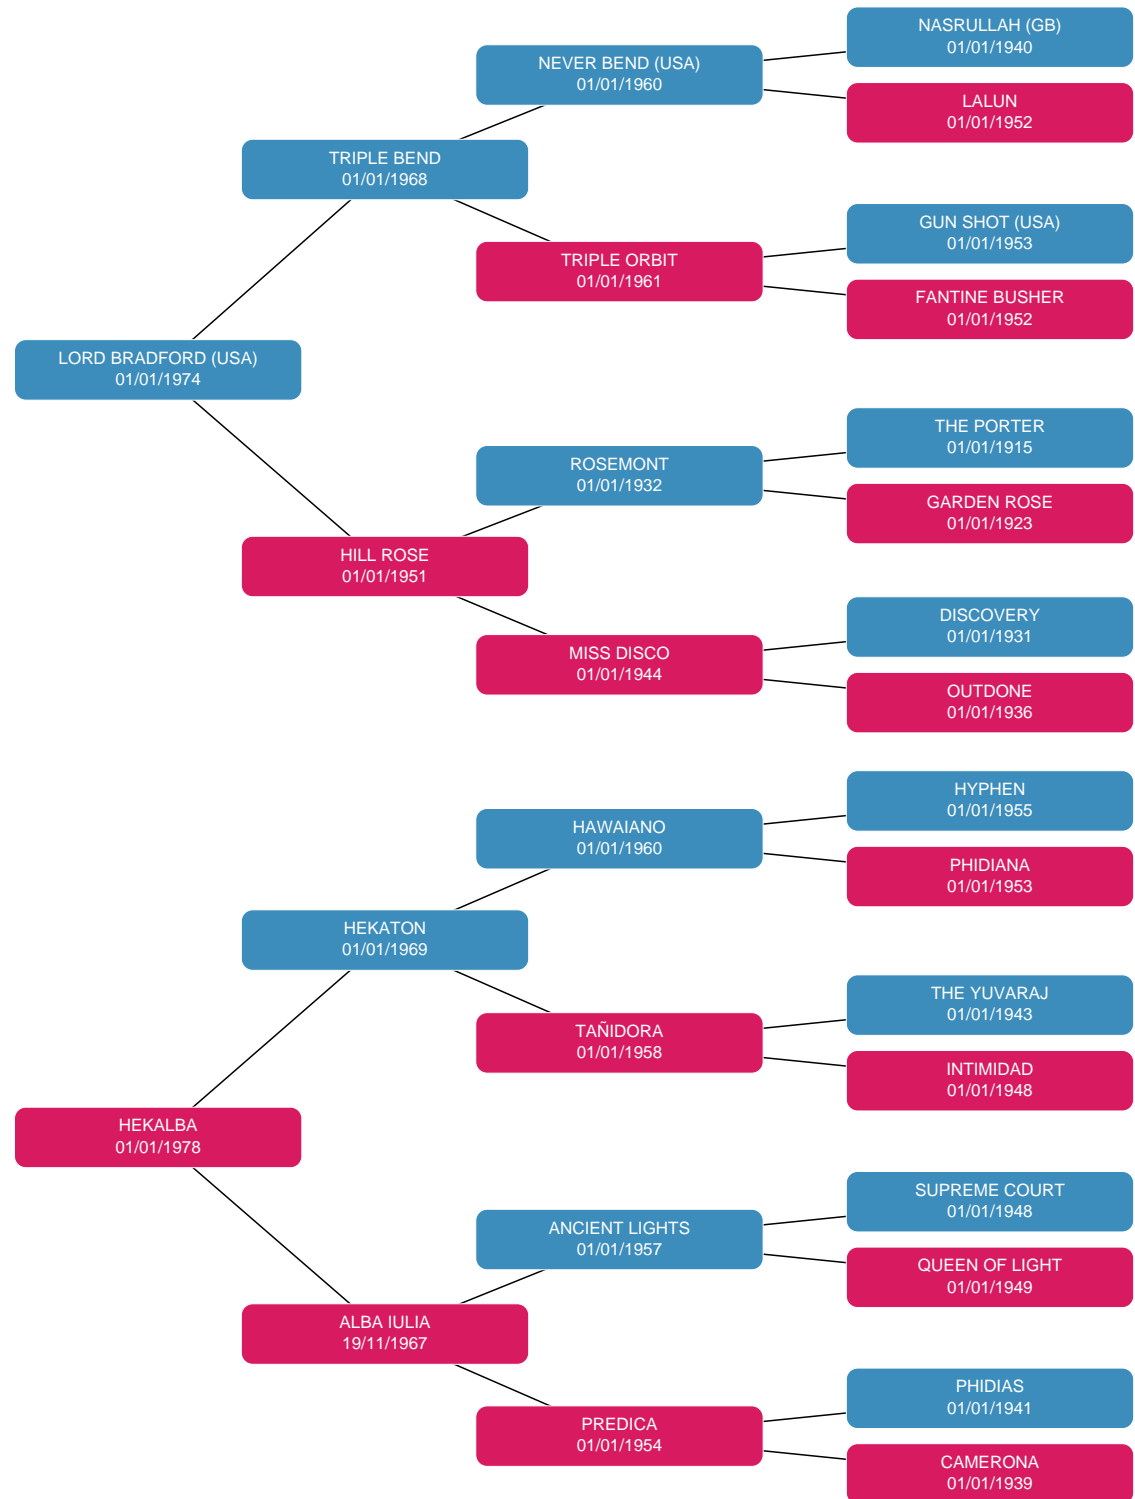 NASRULLAH (GB)
01/01/1940
NEVER BEND (USA)
01/01/1960
LALUN
01/01/1952
TRIPLE BEND
01/01/1968
GUN SHOT (USA)
01/01/1953
TRIPLE ORBIT
01/01/1961
FANTINE BUSHER
01/01/1952
LORD BRADFORD (USA)
01/01/1974
THE PORTER
01/01/1915
ROSEMONT
01/01/1932
GARDEN ROSE
01/01/1923
HILL ROSE
01/01/1951
DISCOVERY
01/01/1931
MISS DISCO
01/01/1944
OUTDONE
01/01/1936
HYPHEN
01/01/1955
HAWAIANO
01/01/1960
PHIDIANA
01/01/1953
HEKATON
01/01/1969
THE YUVARAJ
01/01/1943
TAÑIDORA
01/01/1958
INTIMIDAD
01/01/1948
HEKALBA
01/01/1978
SUPREME COURT
01/01/1948
ANCIENT LIGHTS
01/01/1957
QUEEN OF LIGHT
01/01/1949
ALBA IULIA
19/11/1967
PHIDIAS
01/01/1941
PREDICA
01/01/1954
CAMERONA
01/01/1939